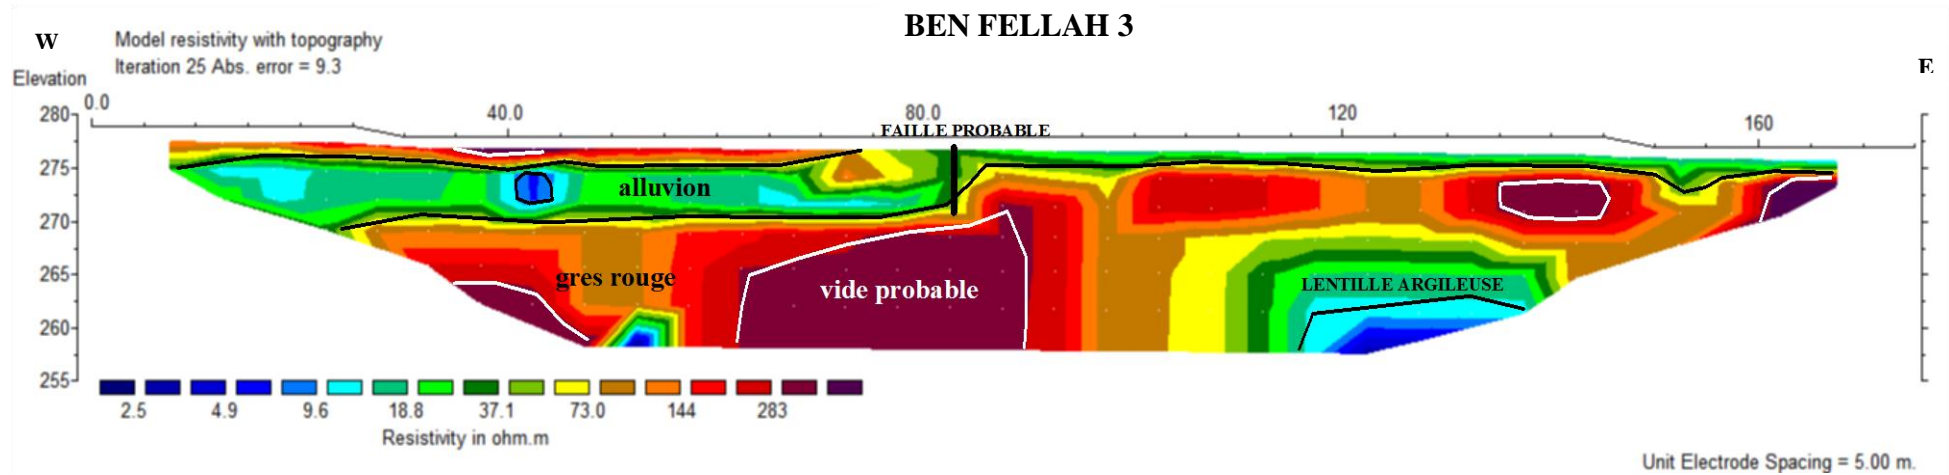 BEN FELLAH 3
W
Model resistivity with topography
Iteration 25 Abs. error = 9.3
E
Elevation
0.0 40.0 80.0 120 160
280
FAILLE PROBABLE
275
alluvion
270
gres rouge
vide probable
LENTILLE ARGILEUSE
265
260
255
2.5 4.9 9.6 18.8 37.1 73.0 144 283
Resistivity in ohm.m
Unit Electrode Spacing = 5.00 m.